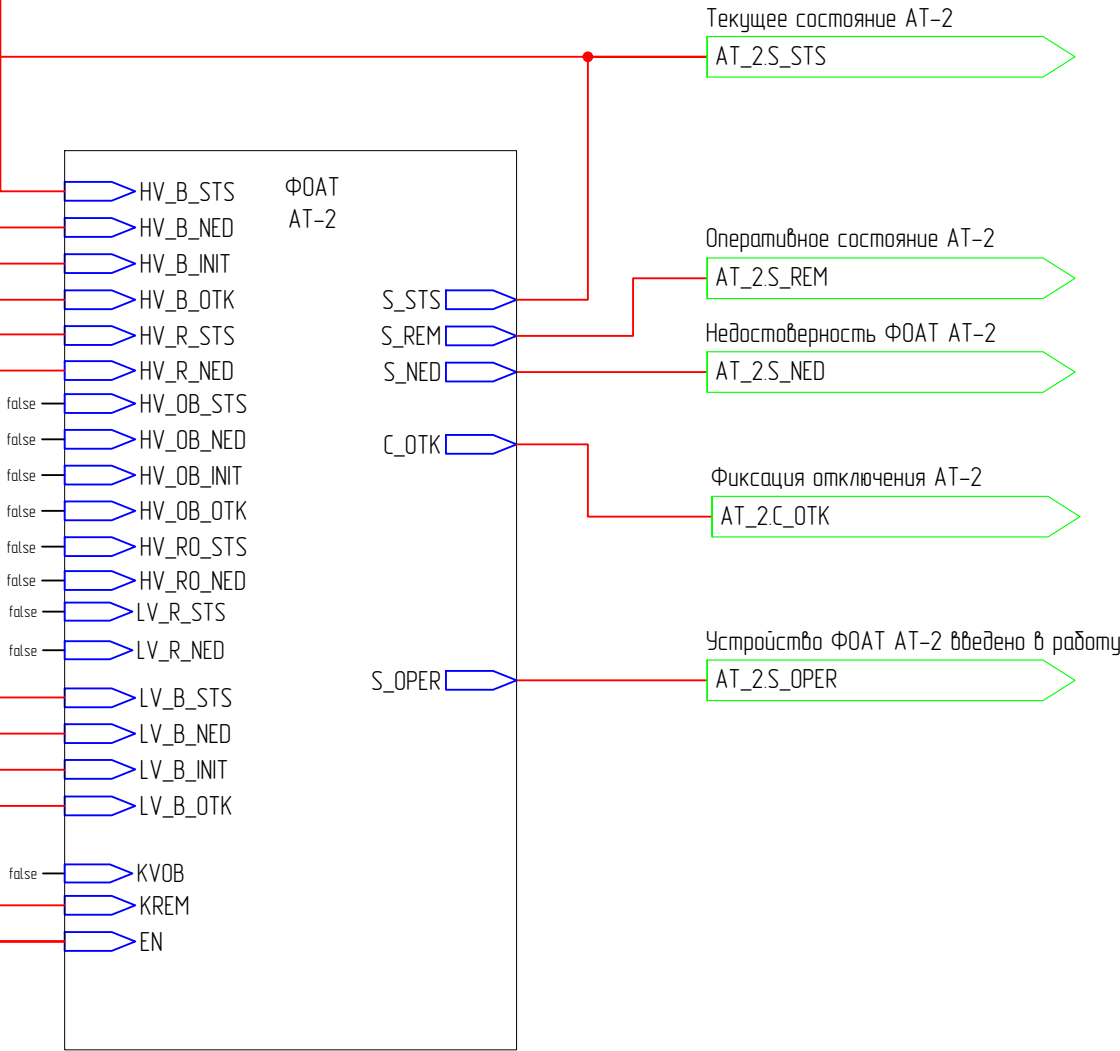 Текущее состояние АТ-2
AT_2.S_STS
ФОАТ
АТ-2
HV_B_STS
HV_B_NED
HV_B_INIT
HV_B_OTK
HV_R_STS
HV_R_NED
false HV_OB_STS
false HV_OB_NED
false HV_OB_INIT
false HV_OB_OTK
false HV_RO_STS
false HV_RO_NED
false LV_R_STS
false LV_R_NED
LV_B_STS
LV_B_NED
LV_B_INIT
LV_B_OTK
false KVOB
KREM
EN
S_STS
S_REM
S_NED
C_OTK
S_OPER
Оперативное состояние АТ-2
AT_2.S_REM
Недостоверность ФОАТ АТ-2
AT_2.S_NED
Фиксация отключения АТ-2
AT_2.C_OTK
Устройство ФОАТ АТ-2 введено в работу
AT_2.S_OPER